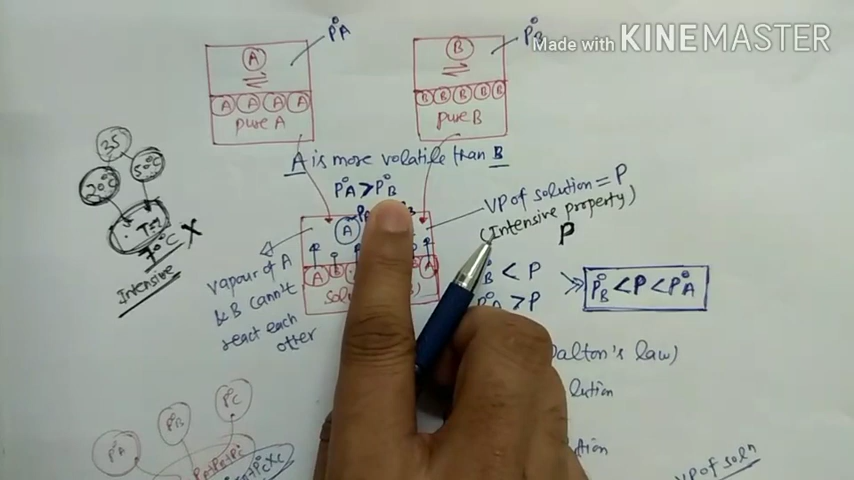 P°A
P°B
Made with KINEMASTER
A
B
⇌
⇌
A A A A
B B B B B
pure A
pure B
A is more volatile than B
P°A > P°B
VP of solution = P
(Intensive property)
P
35
20°C
50°C
70°C X
Intensive
A
A B
A
vapour of A
& B can't
react each
other
P°B < P
P°A > P
≫ P°B < P < P°A
Dalton's law)
P°A
P°B
P°C
VP of solⁿ